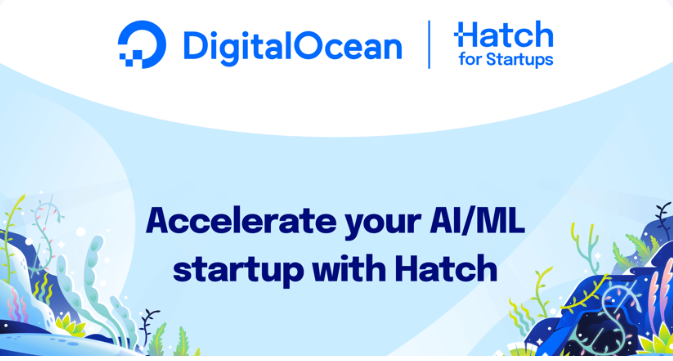 DigitalOcean
Hatch
for Startups
Accelerate your AI/ML
startup with Hatch